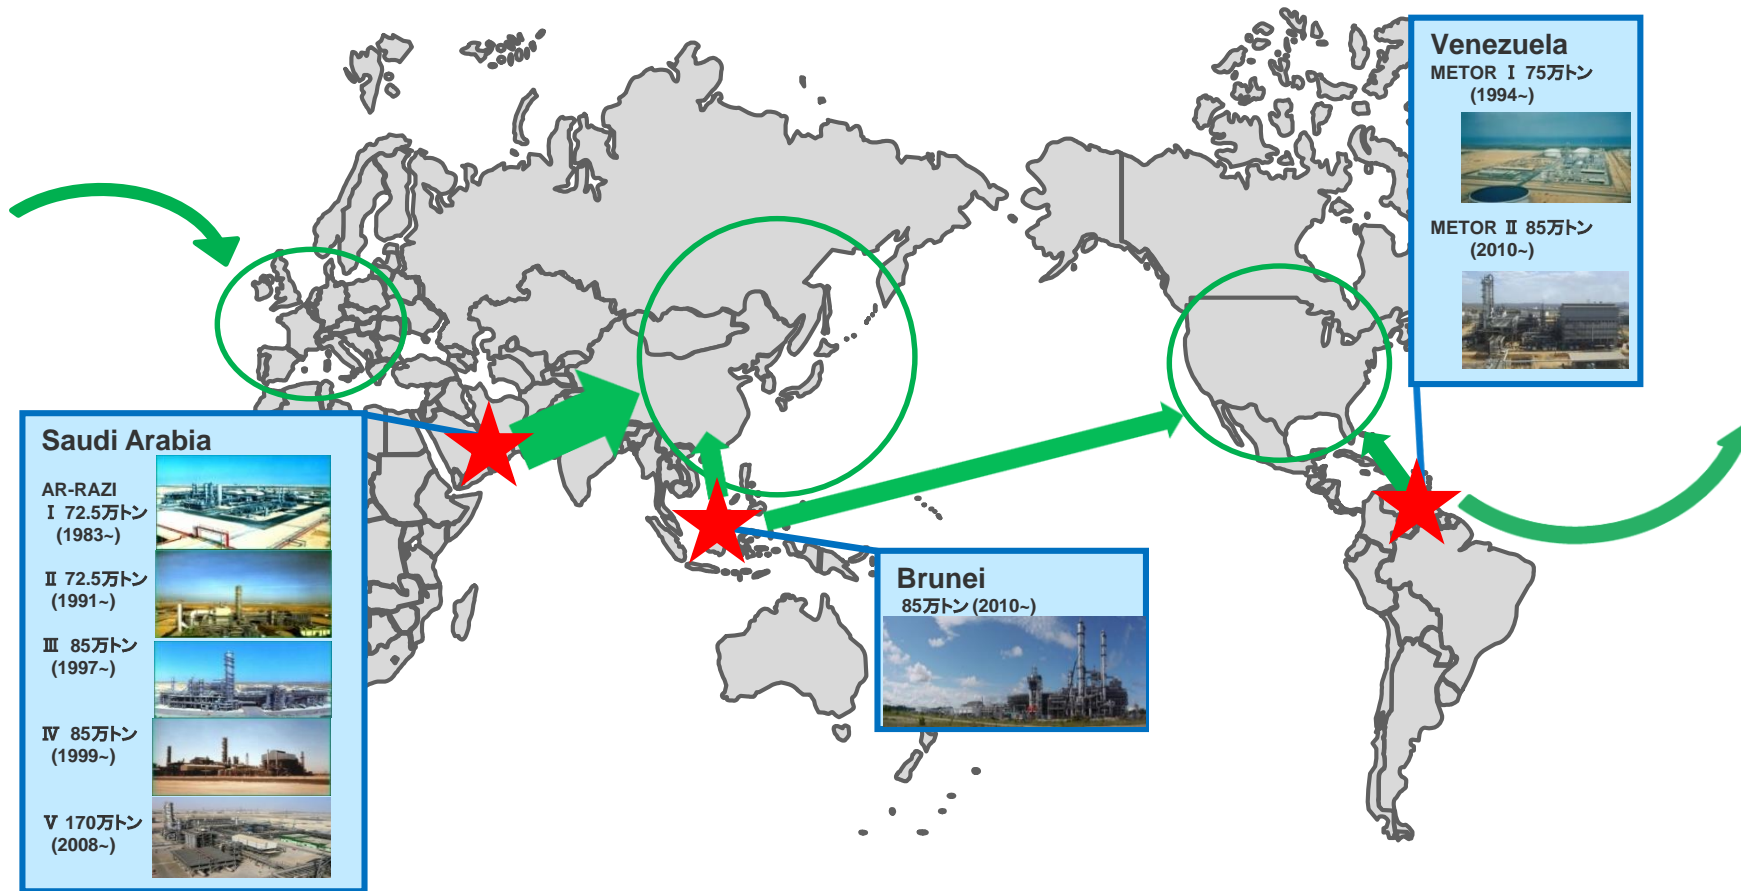 Saudi Arabia
AR-RAZI
Ⅰ 72.5万トン
(1983~)
Ⅱ 72.5万トン
(1991~)
Ⅲ 85万トン
(1997~)
Ⅳ 85万トン
(1999~)
Ⅴ 170万トン
(2008~)
Brunei
85万トン (2010~)
Venezuela
METOR Ⅰ 75万トン
(1994~)
METOR Ⅱ 85万トン
(2010~)